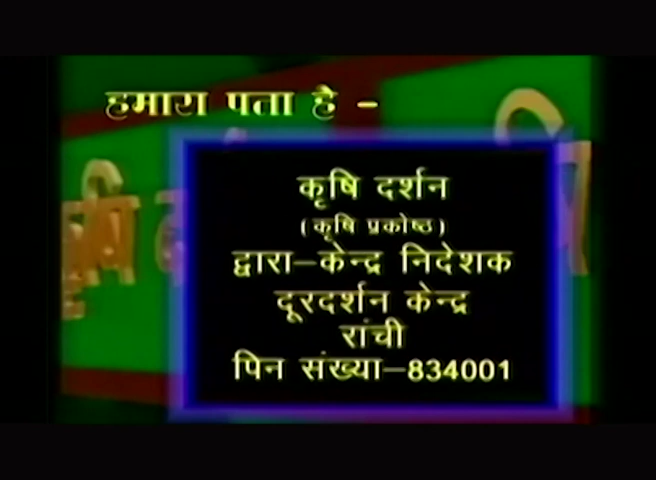 हमारा पता है -
कृषि दर्शन
(कृषि प्रकोष्ठ)
द्वारा-केन्द्र निदेशक
दूरदर्शन केन्द्र
रांची
पिन संख्या-834001